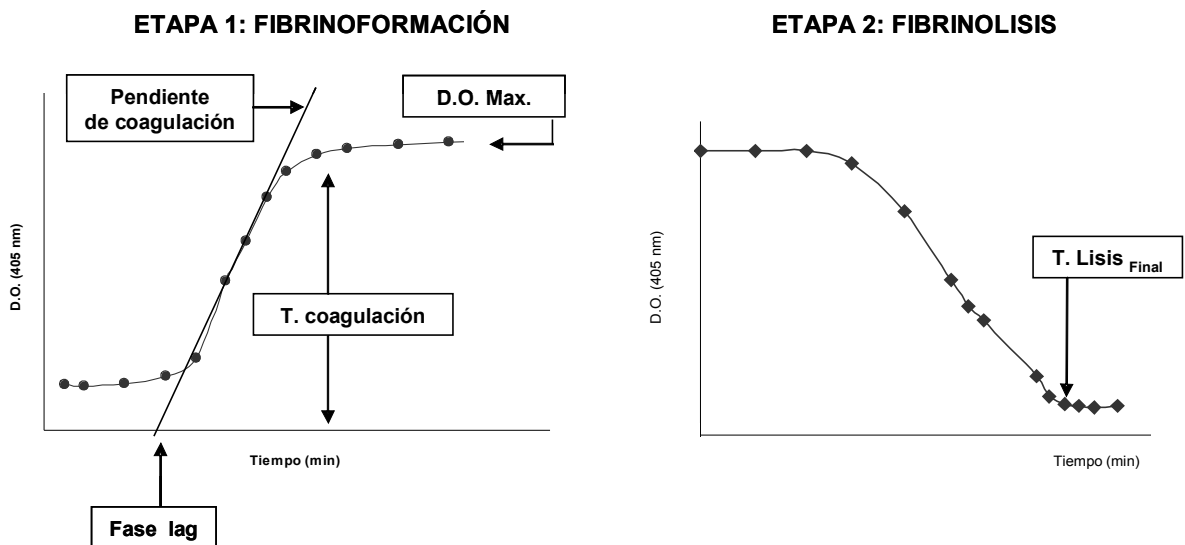 ETAPA 1: FIBRINOFORMACIÓN
Pendiente
de coagulación
D.O. Max.
T. coagulación
D.O. (405 nm)
Tiempo (min)
Fase lag
ETAPA 2: FIBRINOLISIS
T. Lisis Final
D.O. (405 nm)
Tiempo (min)